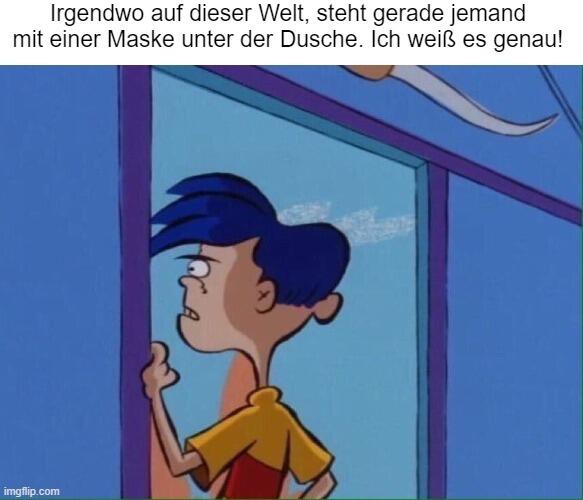 Irgendwo auf dieser Welt, steht gerade jemand
mit einer Maske unter der Dusche. Ich weiß es genau!
imgflip.com